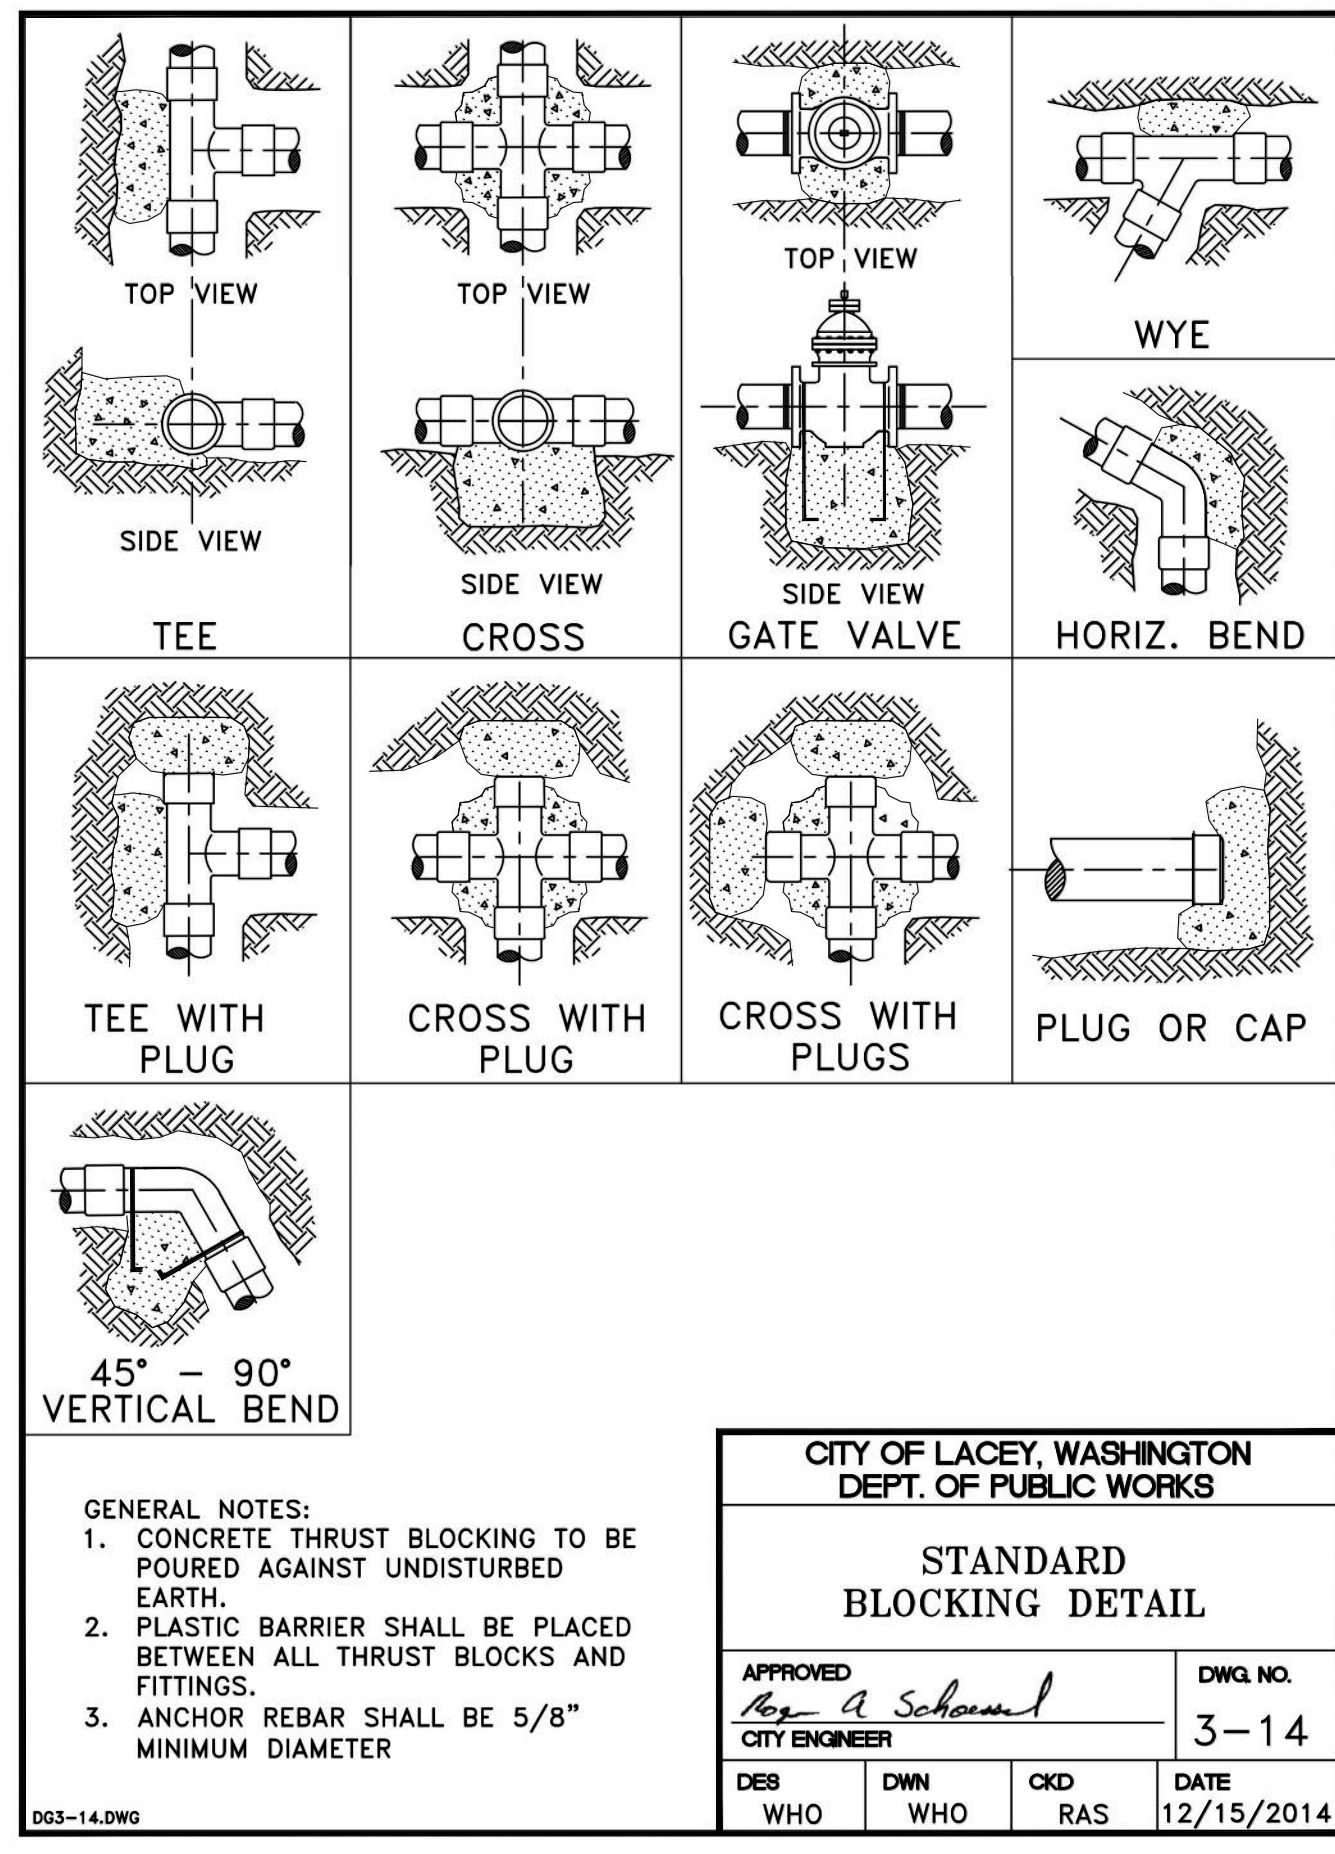 TOP VIEW
SIDE VIEW
TEE
TOP VIEW
SIDE VIEW
CROSS
TOP VIEW
SIDE VIEW
GATE VALVE
WYE
HORIZ. BEND
TEE WITH
PLUG
CROSS WITH
PLUG
CROSS WITH
PLUGS
PLUG OR CAP
45° - 90°
VERTICAL BEND
GENERAL NOTES:
1. CONCRETE THRUST BLOCKING TO BE
POURED AGAINST UNDISTURBED
EARTH.
2. PLASTIC BARRIER SHALL BE PLACED
BETWEEN ALL THRUST BLOCKS AND
FITTINGS.
3. ANCHOR REBAR SHALL BE 5/8"
MINIMUM DIAMETER
DG3-14.DWG
CITY OF LACEY, WASHINGTON
DEPT. OF PUBLIC WORKS
STANDARD
BLOCKING DETAIL
APPROVED
A
CITY ENGINEER
DWG. NO.
3-14
DES
WHO
DWN
WHO
CKD
RAS
DATE
12/15/2014